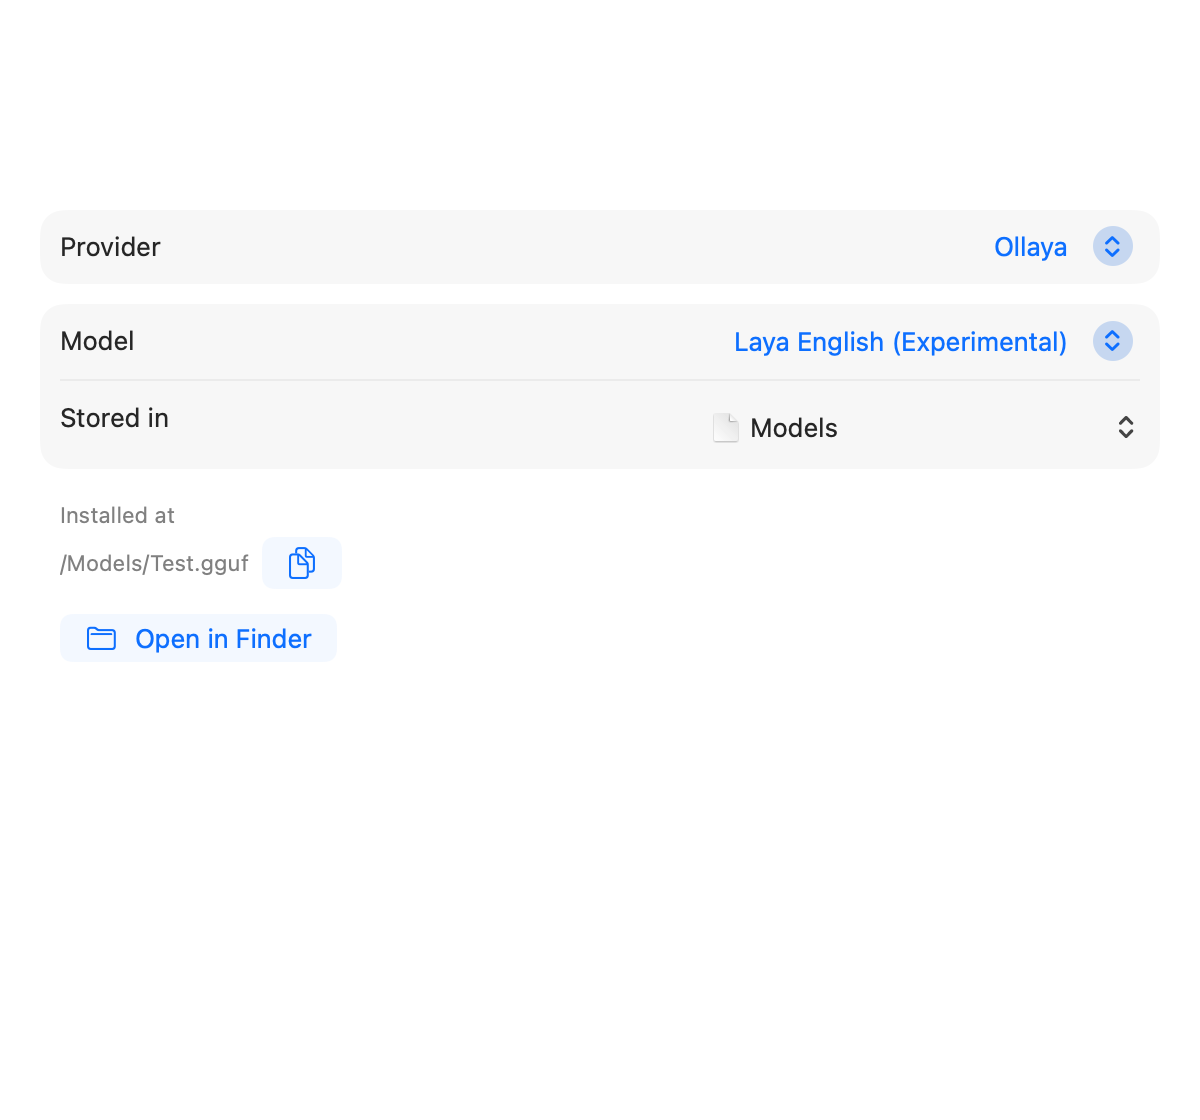 Provider
Ollaya
Model
Laya English (Experimental)
Stored in
Models
Installed at
/Models/Test.gguf
Open in Finder